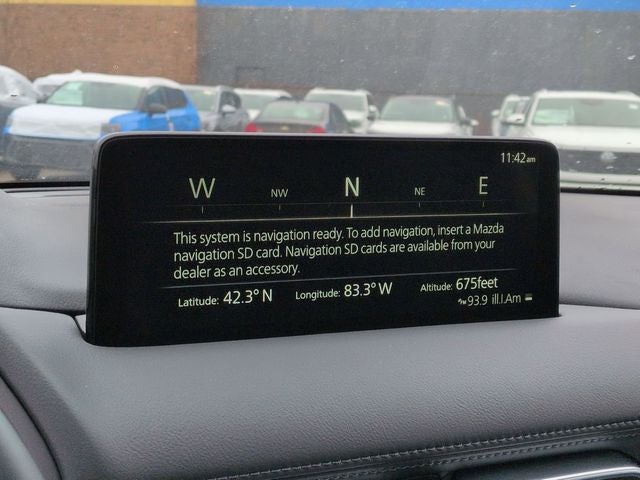 11:42am
W NW N NE E
This system is navigation ready. To add navigation, insert a Mazda
navigation SD card. Navigation SD cards are available from your
dealer as an accessory.
Latitude: 42.3° N Longitude: 83.3° W Altitude: 675feet
93.9 ill.I.Am